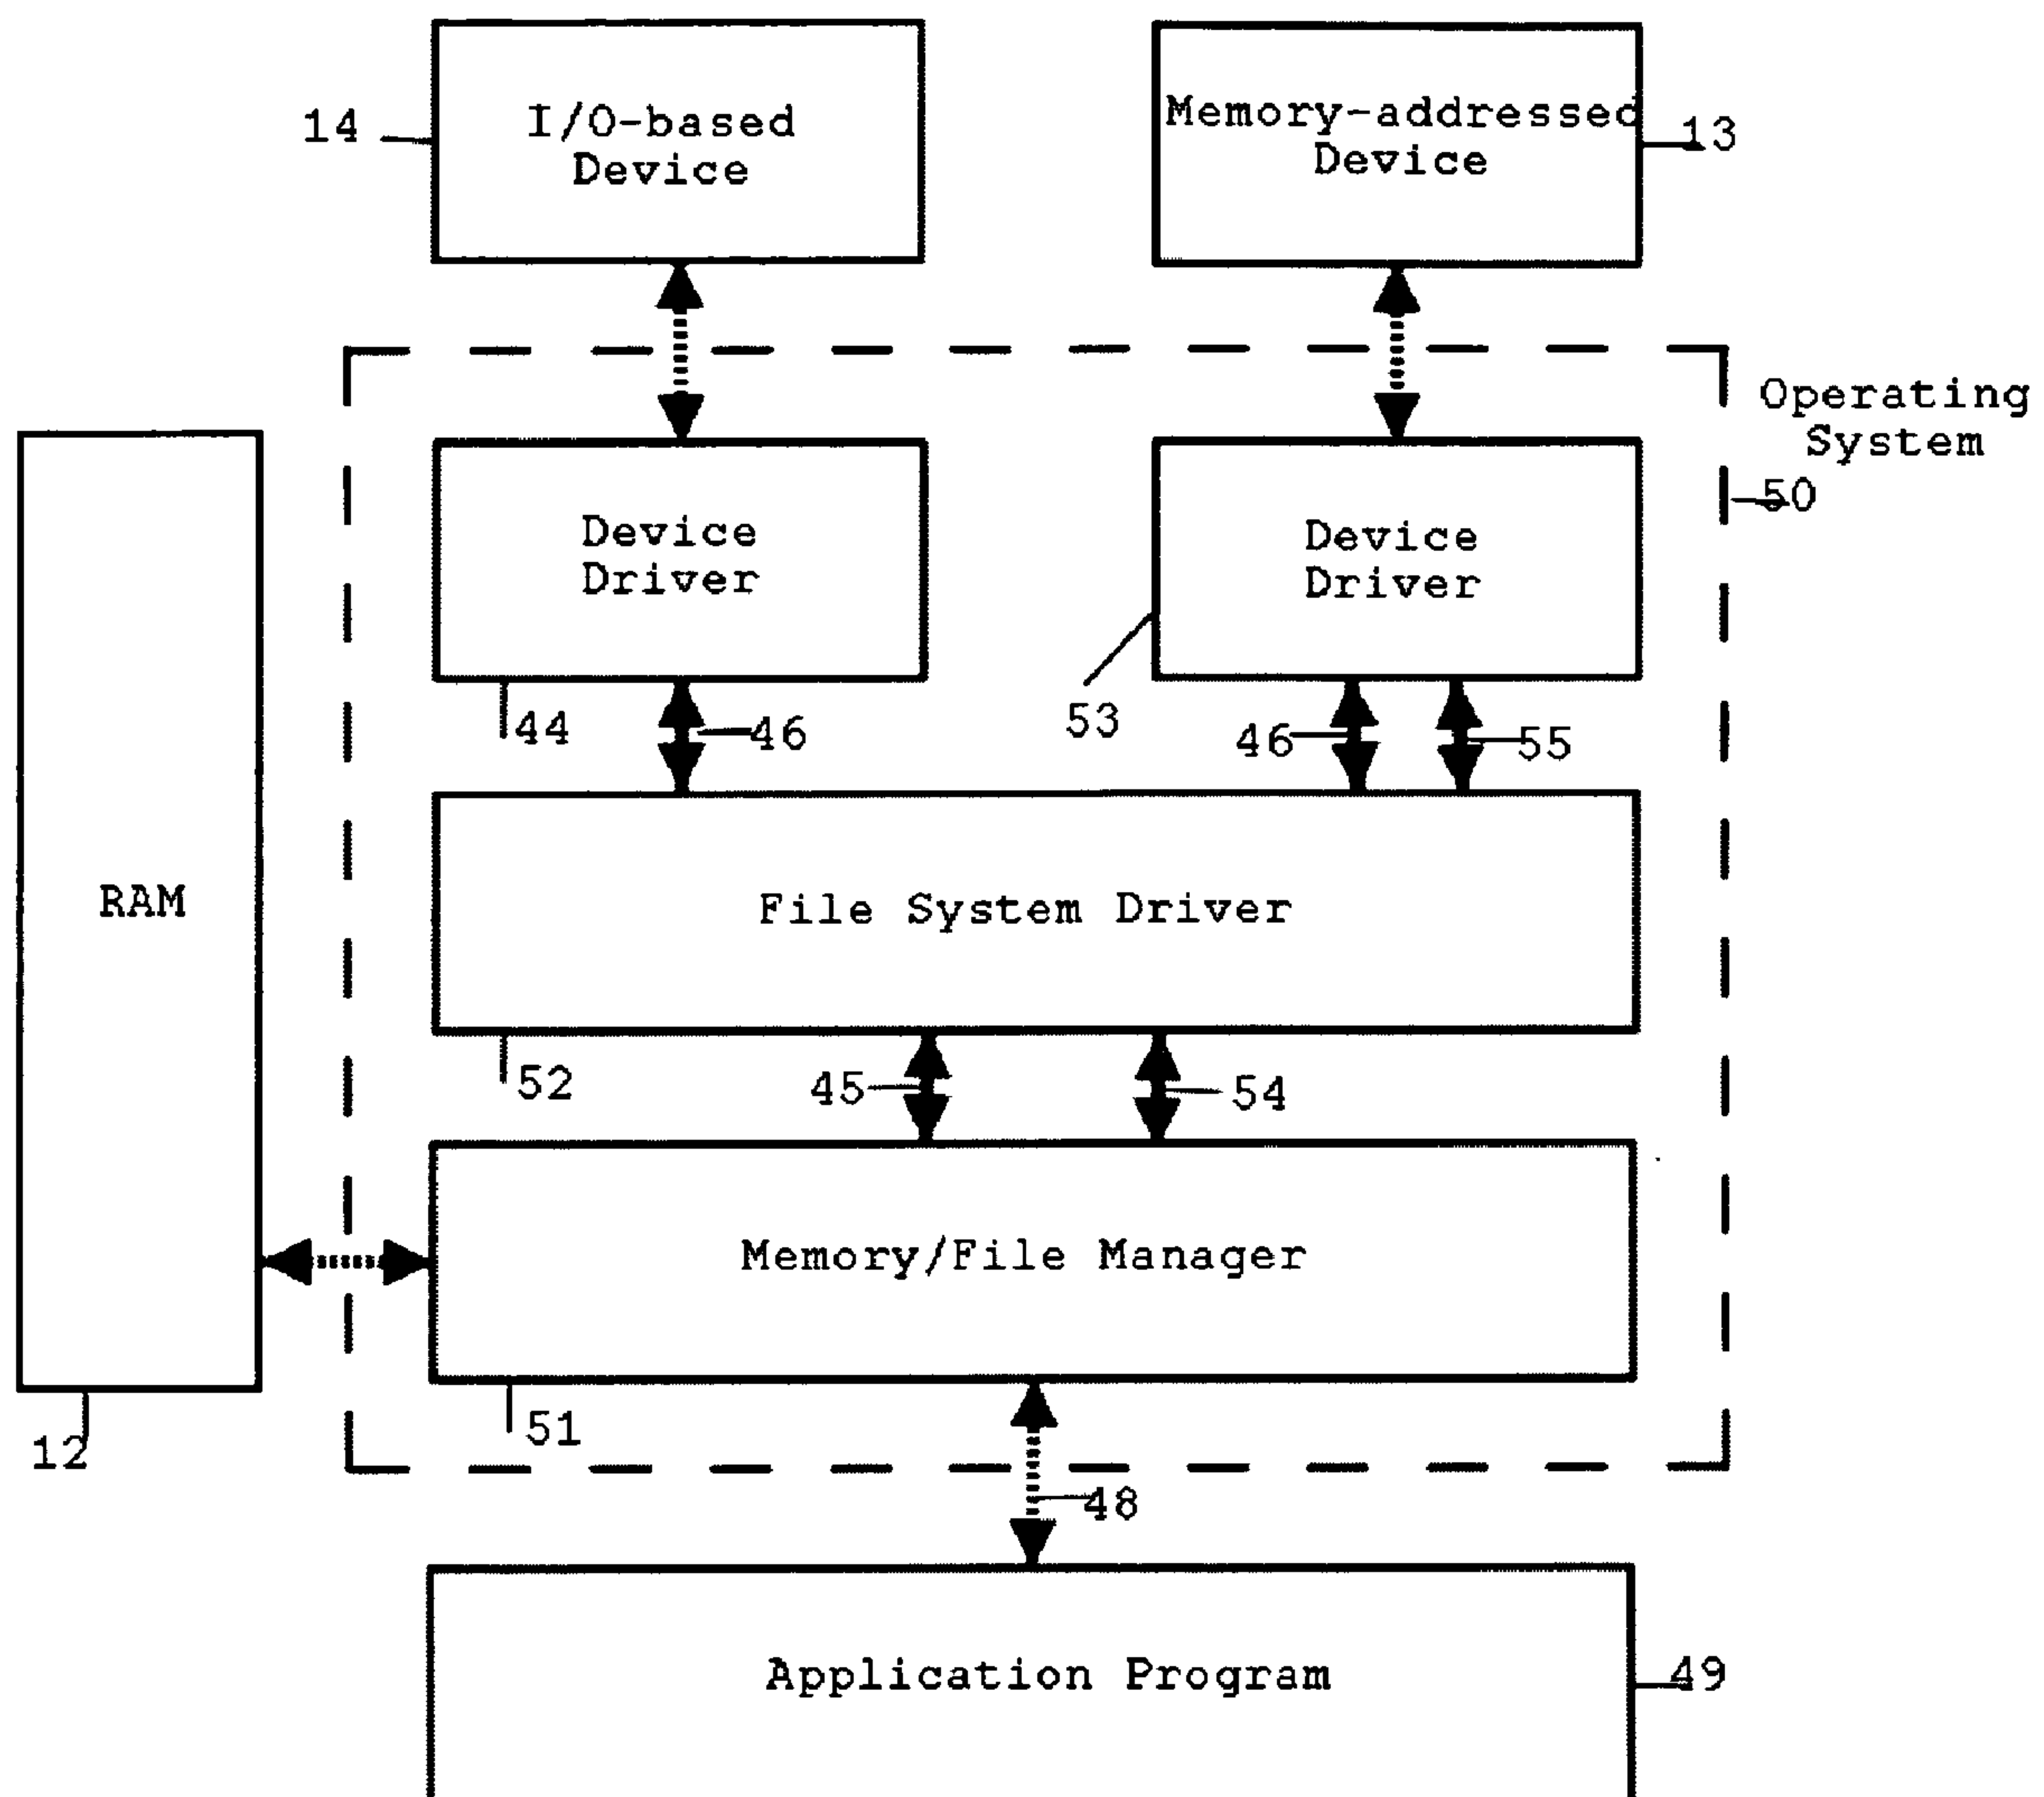 14
I/O-based
Device
Memory-addressed
Device
13
Operating
System
50
Device
Driver
Device
Driver
44
46
53
46
55
RAM
File System Driver
52
45
54
Memory/File Manager
12
51
48
Application Program
49